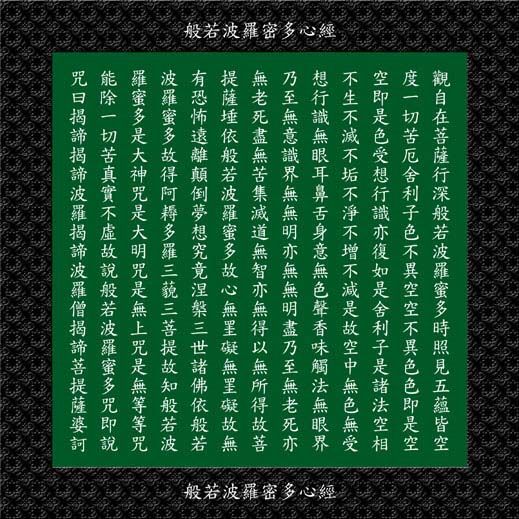 般若波羅密多心經
觀自在菩薩行深般若波羅蜜多時照見五蘊皆空
度一切苦厄舍利子色不異空空不異色色即是空
空即是色受想行識亦復如是舍利子是諸法空相
不生不滅不垢不淨不增不減是故空中無色無受
想行識無眼耳鼻舌身意無色聲香味觸法無眼界
乃至無意識界無無明亦無無明盡乃至無老死亦
無老死盡無苦集滅道無智亦無得以無所得故菩
提薩埵依般若波羅蜜多故心無罣礙無罣礙故無
有恐怖遠離顛倒夢想究竟涅槃三世諸佛依般若
波羅蜜多故得阿耨多羅三藐三菩提故知般若波
羅蜜多是大神咒是大明咒是無上咒是無等等咒
能除一切苦真實不虛故說般若波羅蜜多咒即說
咒曰揭諦揭諦波羅揭諦波羅僧揭諦菩提薩婆訶
般若波羅密多心經